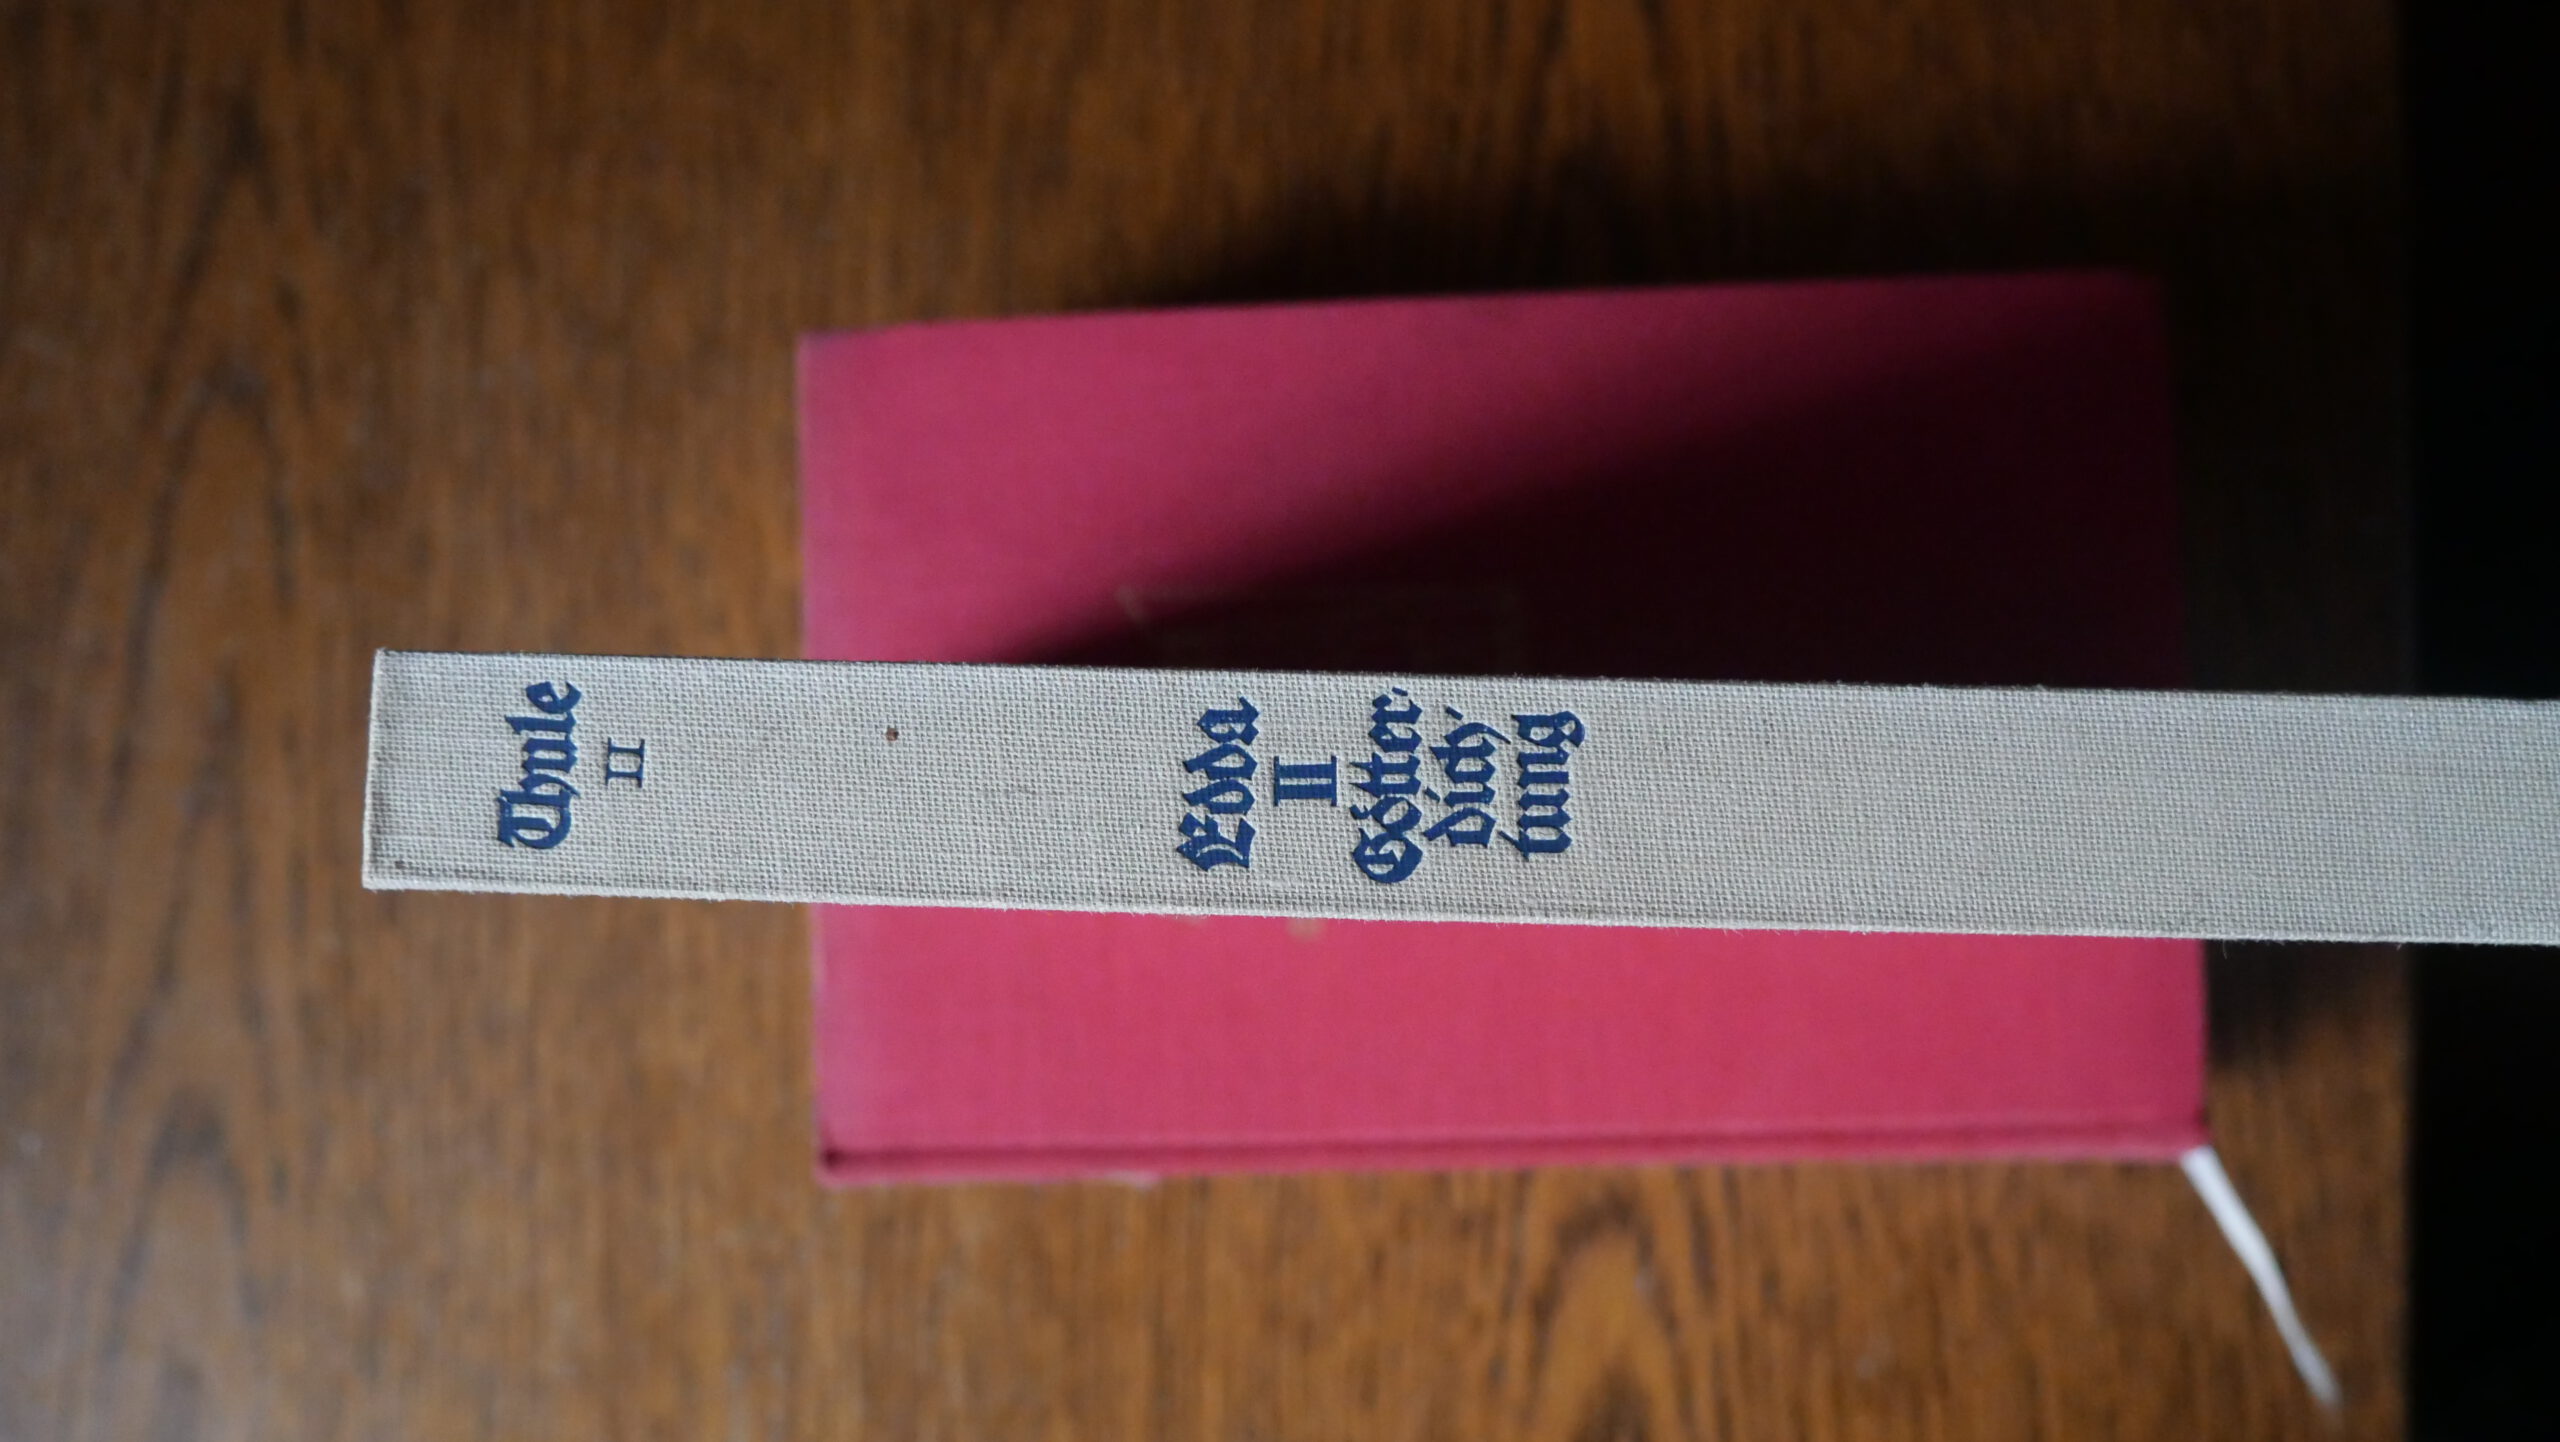 Thule
II
Edda
II
Götter-
dich-
tung